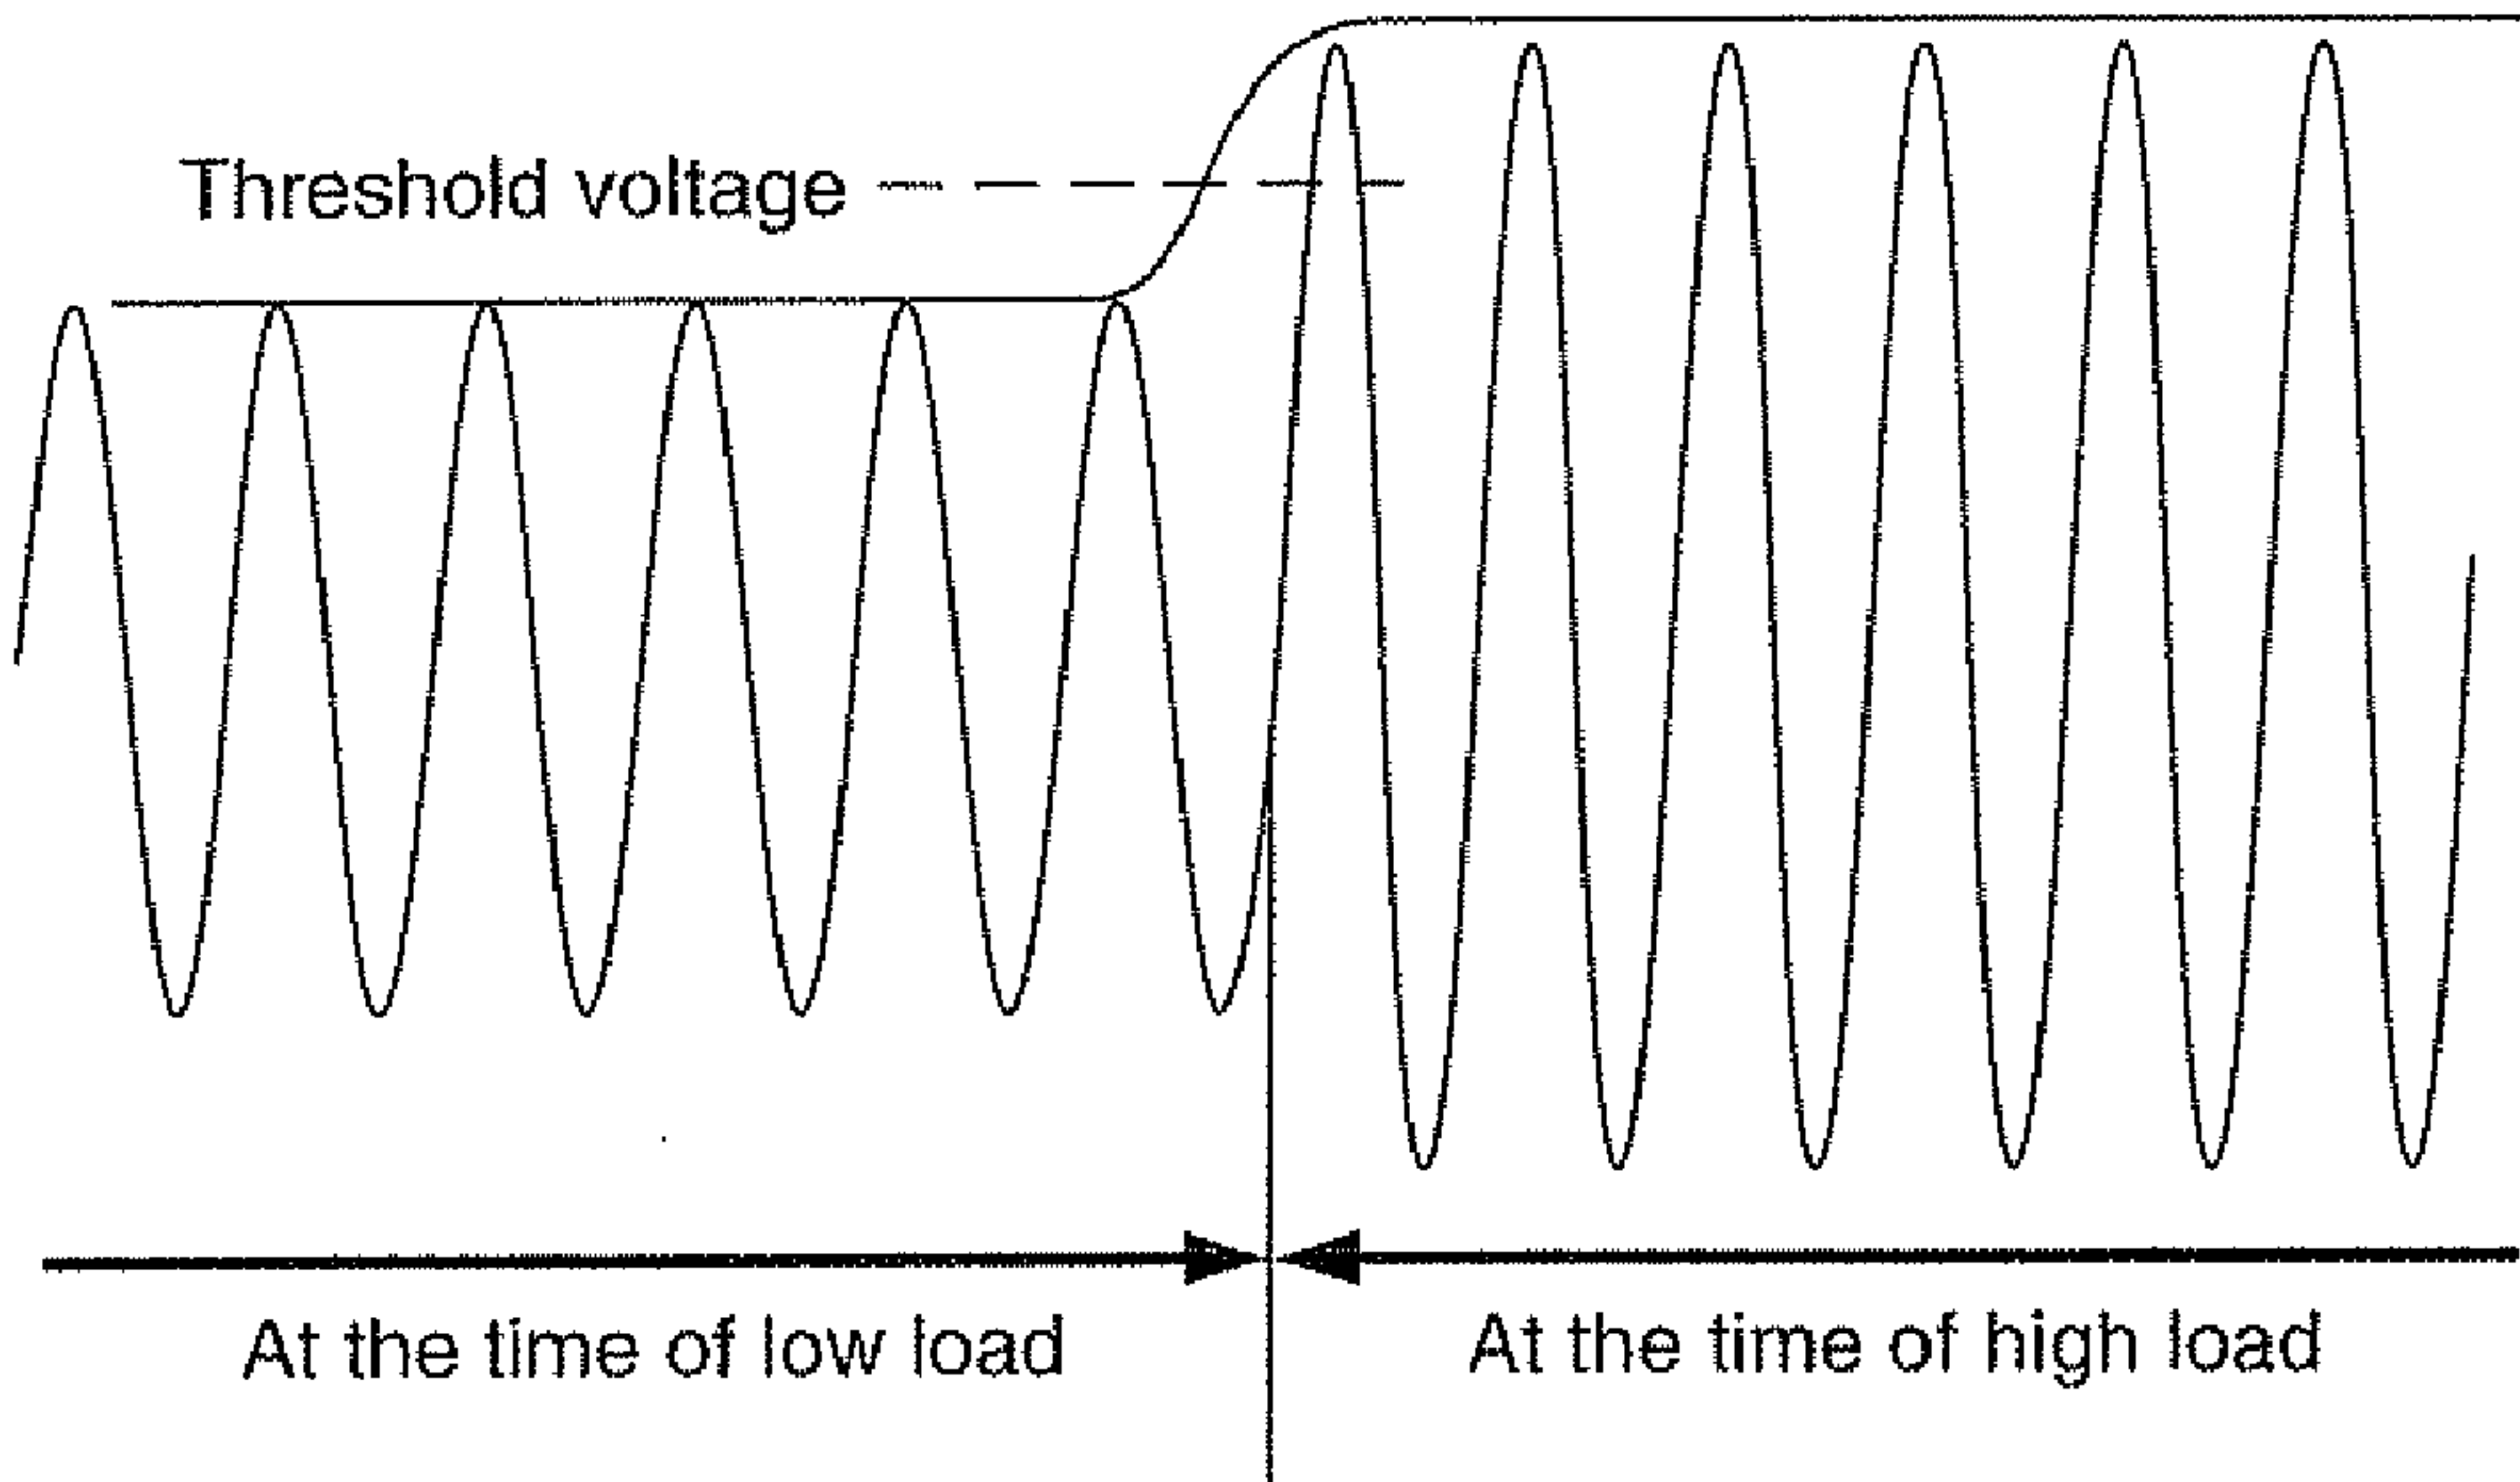 Threshold voltage
At the time of low load
At the time of high load